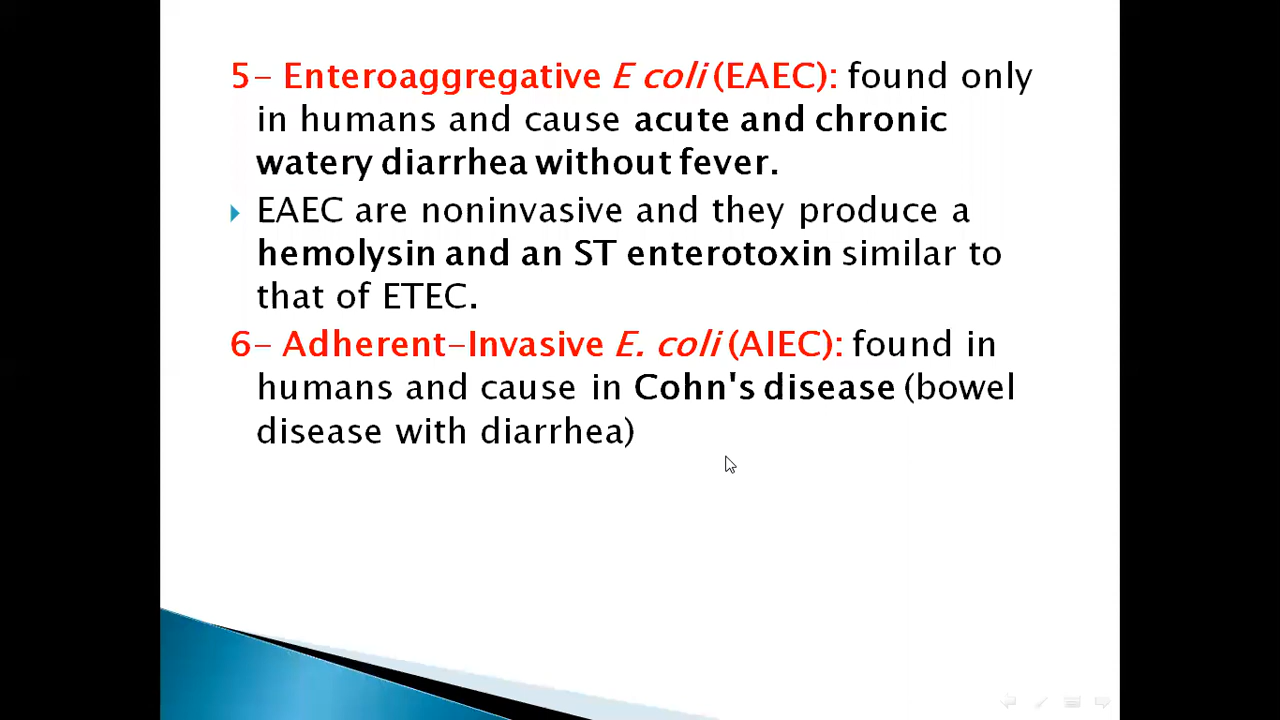 5- Enteroaggregative E coli (EAEC): found only
in humans and cause acute and chronic
watery diarrhea without fever.
EAEC are noninvasive and they produce a
hemolysin and an ST enterotoxin similar to
that of ETEC.
6- Adherent-Invasive E. coli (AIEC): found in
humans and cause in Cohn's disease (bowel
disease with diarrhea)